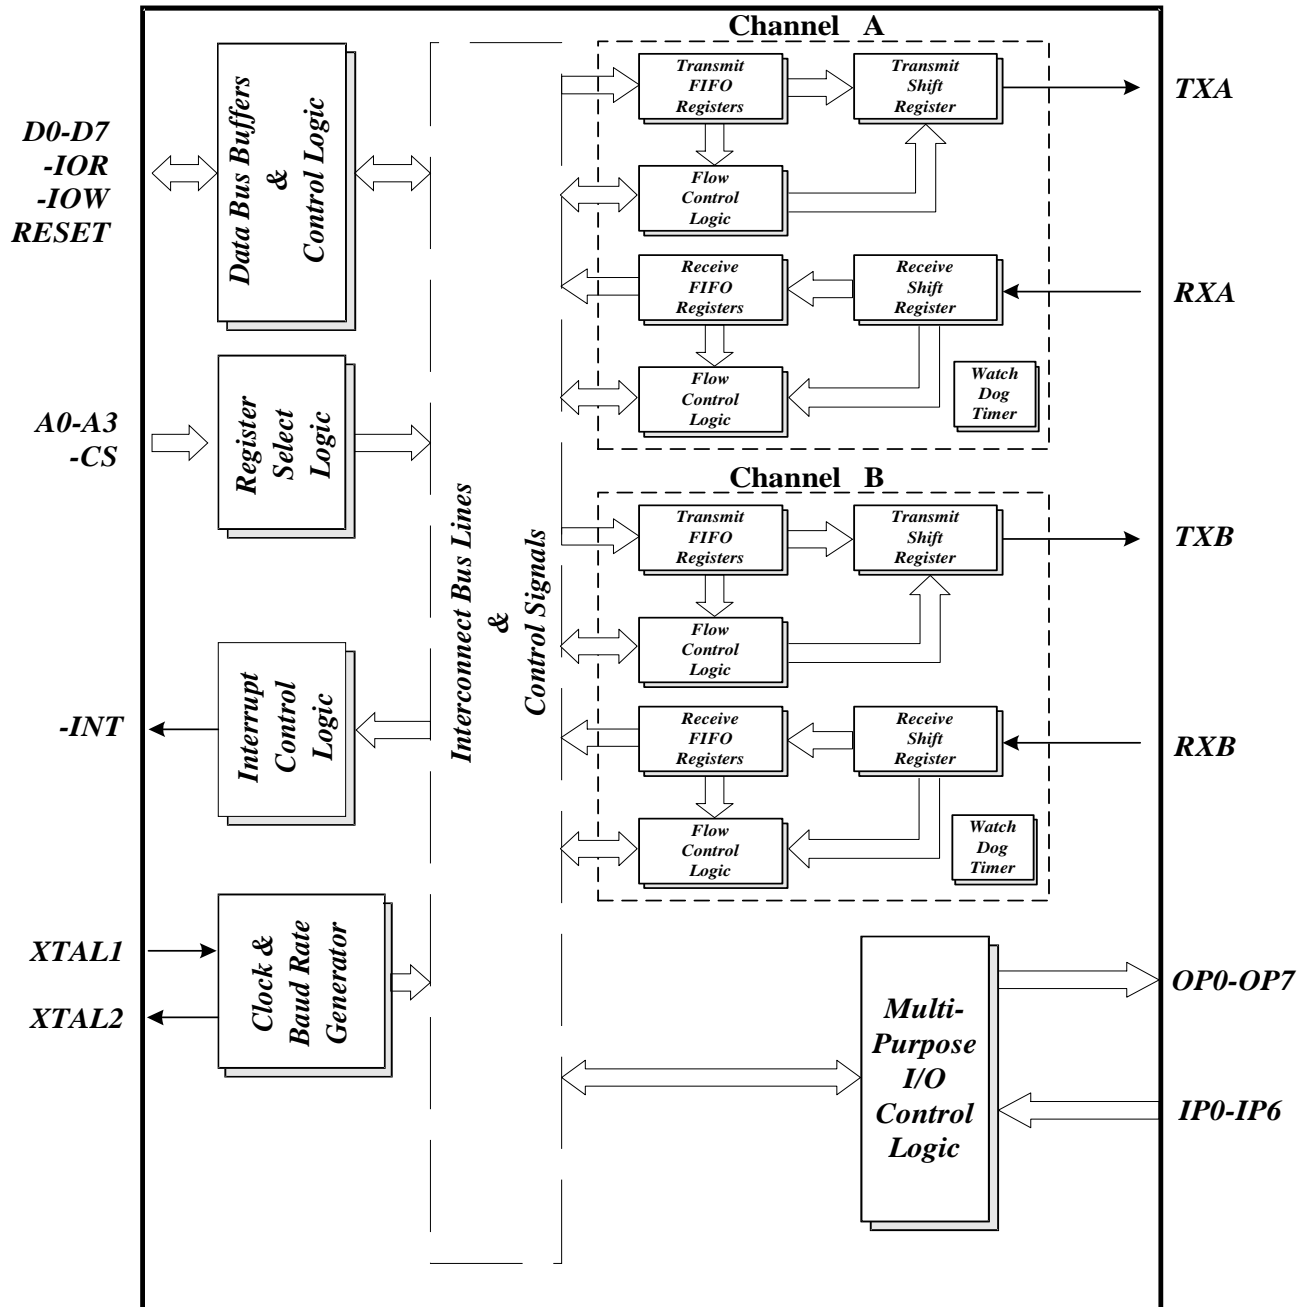 D0-D7
-IOR
-IOW
RESET
A0-A3
-CS
-INT
XTAL1
XTAL2
Data Bus Buffers
&
Control Logic
Register
Select
Logic
Interrupt
Control
Logic
Clock &
Baud Rate
Generator
Interconnect Bus Lines
&
Control Signals
Channel A
Transmit
FIFO
Registers
Transmit
Shift
Register
Flow
Control
Logic
Receive
FIFO
Registers
Receive
Shift
Register
Flow
Control
Logic
Watch
Dog
Timer
Channel B
Transmit
FIFO
Registers
Transmit
Shift
Register
Flow
Control
Logic
Receive
FIFO
Registers
Receive
Shift
Register
Flow
Control
Logic
Watch
Dog
Timer
Multi-
Purpose
I/O
Control
Logic
TXA
RXA
TXB
RXB
OP0-OP7
IP0-IP6